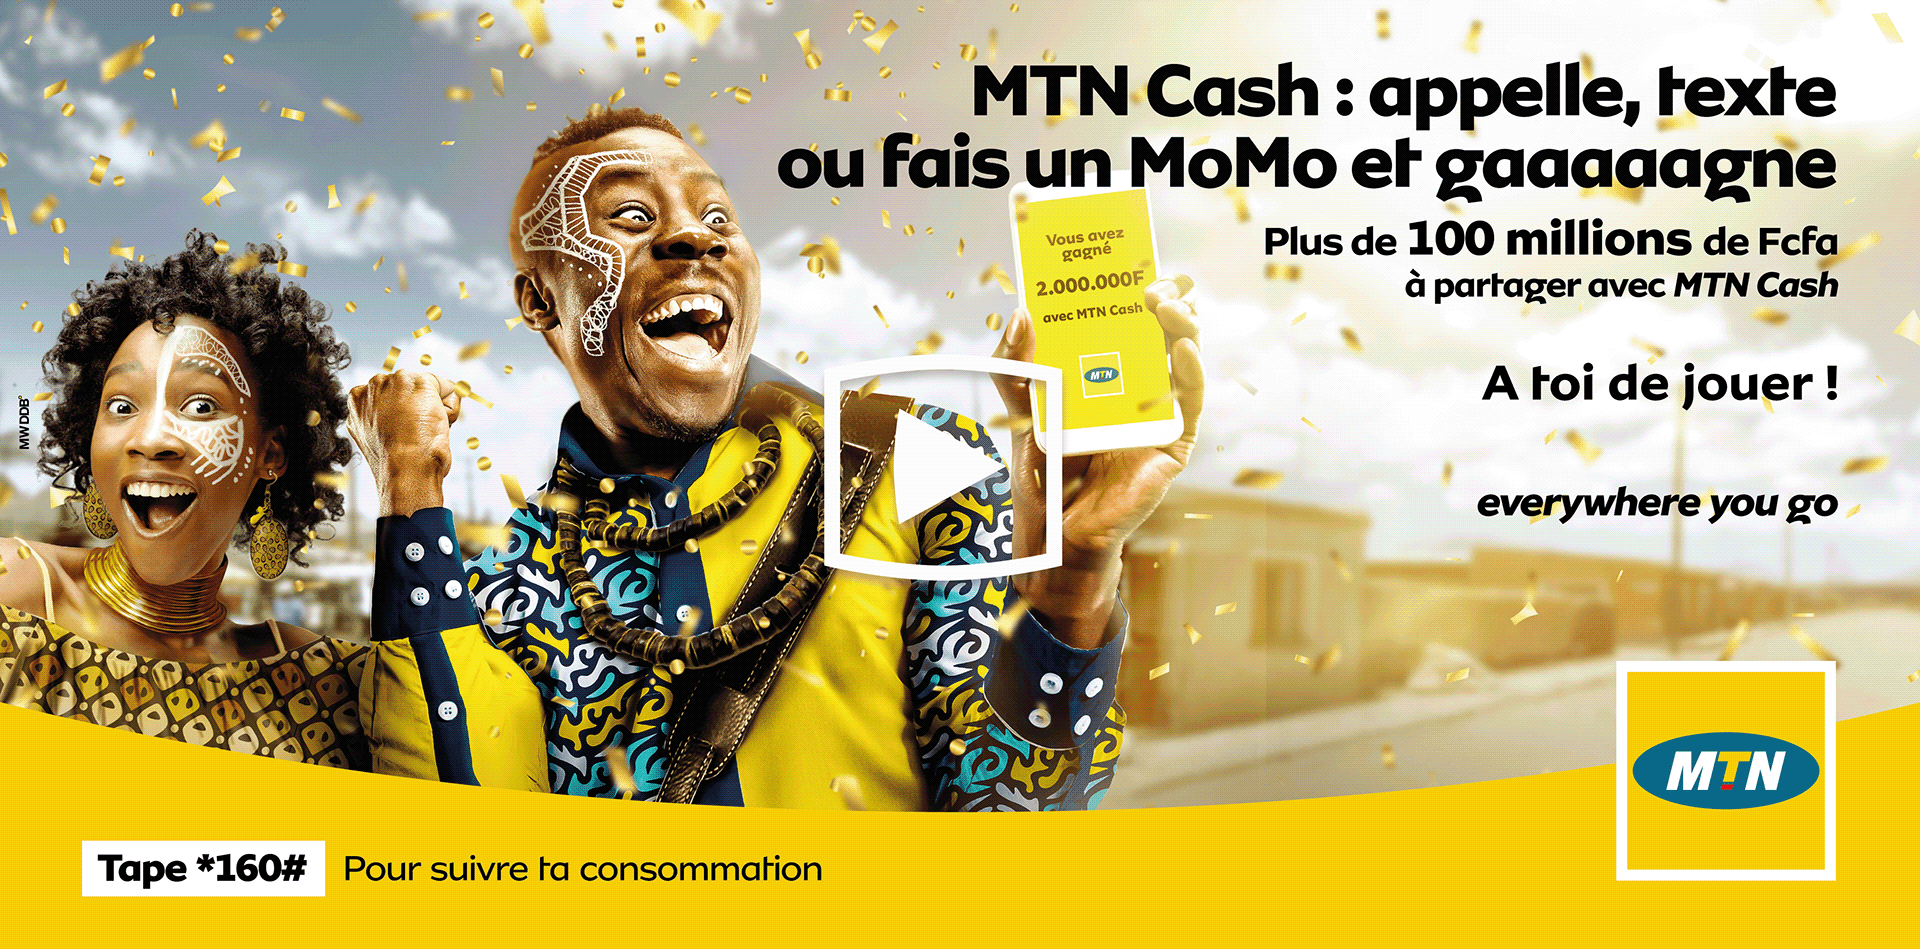 MTN Cash : appelle, texte
ou fais un MoMo et gaaaaaagne
Plus de 100 millions de Fcfa
à partager avec MTN Cash
A toi de jouer !
everywhere you go
Vous avez
gagné
2.000.000F
avec MTN Cash
MTN
MW DDB°
MTN
Tape *160# Pour suivre ta consommation